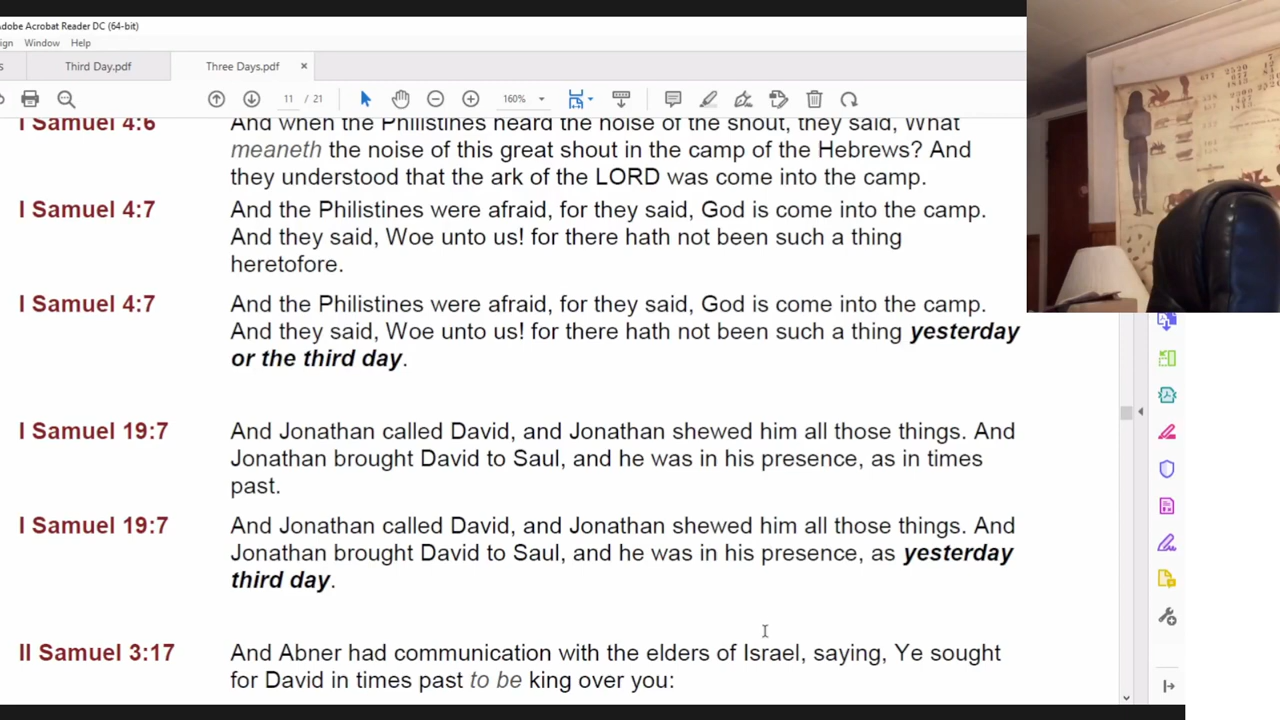 Adobe Acrobat Reader DC (64-bit)
Window Help
Third Day.pdf Three Days.pdf ×
11 / 21 160%
I Samuel 4:6 And when the Philistines heard the noise of the shout, they said, What
meaneth the noise of this great shout in the camp of the Hebrews? And
they understood that the ark of the LORD was come into the camp.
I Samuel 4:7 And the Philistines were afraid, for they said, God is come into the camp.
And they said, Woe unto us! for there hath not been such a thing
heretofore.
I Samuel 4:7 And the Philistines were afraid, for they said, God is come into the camp.
And they said, Woe unto us! for there hath not been such a thing yesterday
or the third day.
I Samuel 19:7 And Jonathan called David, and Jonathan shewed him all those things. And
Jonathan brought David to Saul, and he was in his presence, as in times
past.
I Samuel 19:7 And Jonathan called David, and Jonathan shewed him all those things. And
Jonathan brought David to Saul, and he was in his presence, as yesterday
third day.
II Samuel 3:17 And Abner had communication with the elders of Israel, saying, Ye sought
for David in times past to be king over you:
677 2520
677
1843